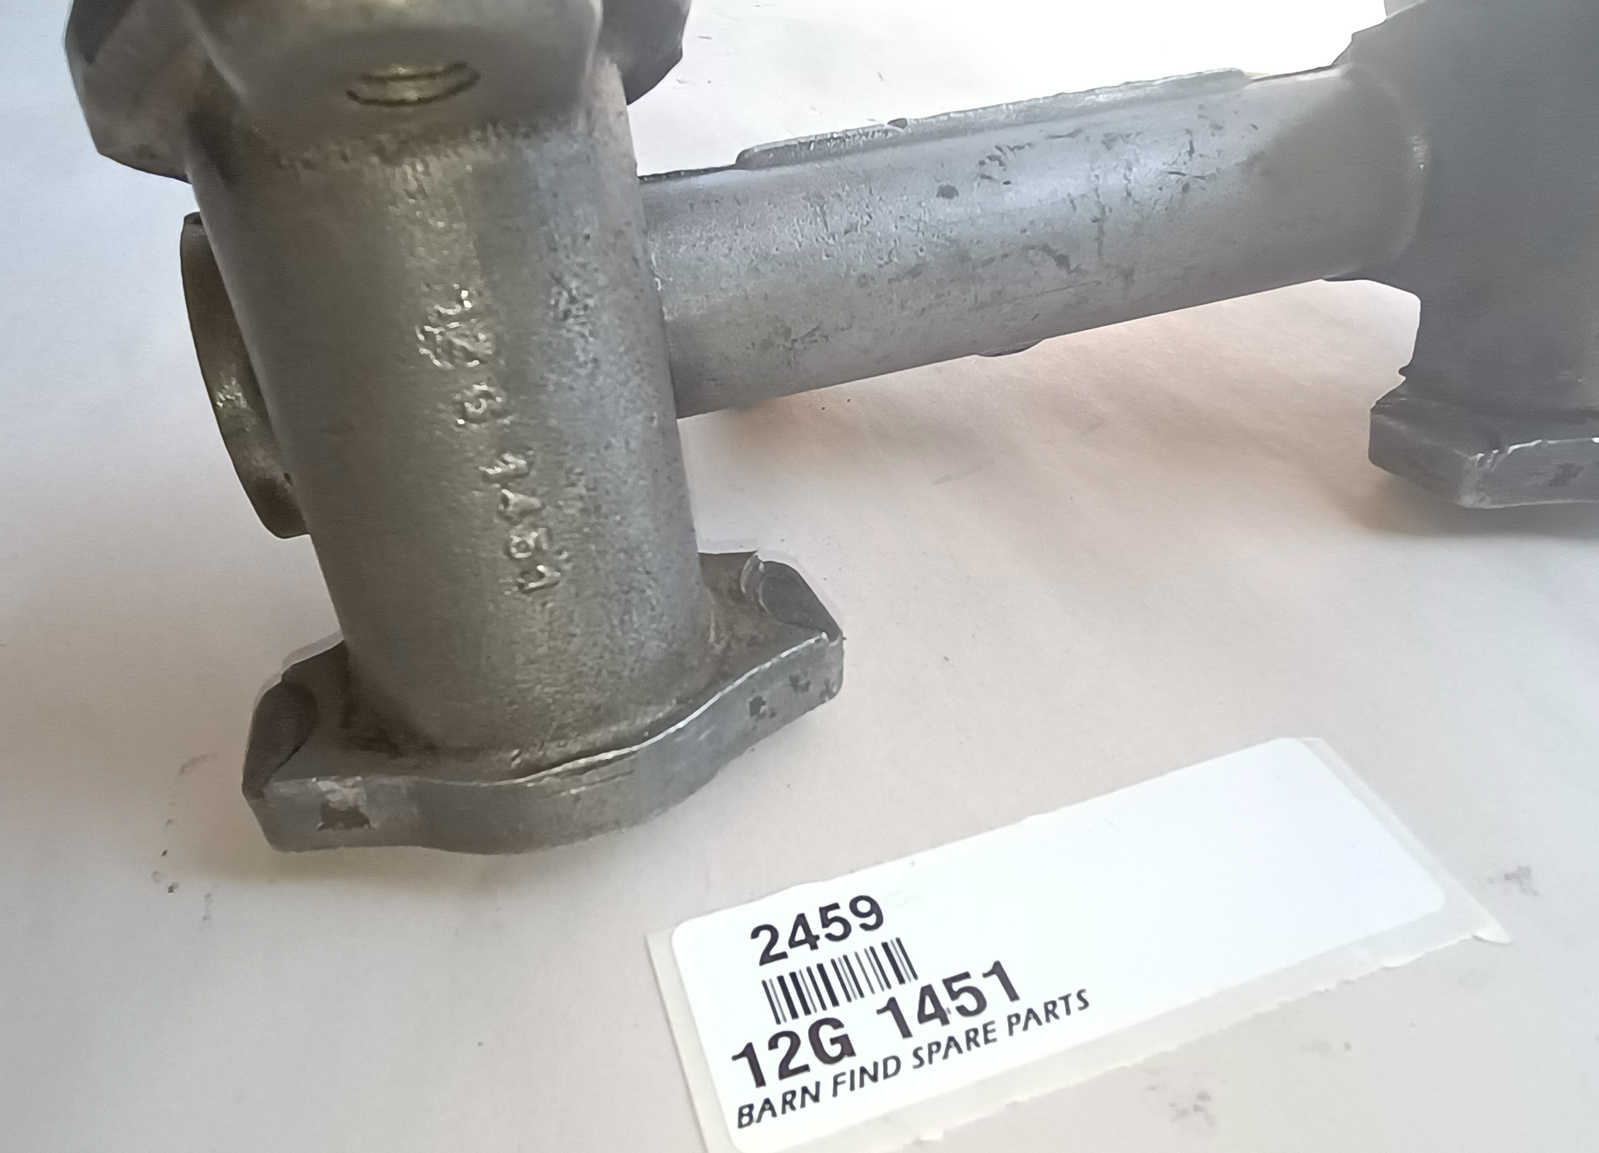 12G 1451
2459
12G 1451
BARN FIND SPARE PARTS